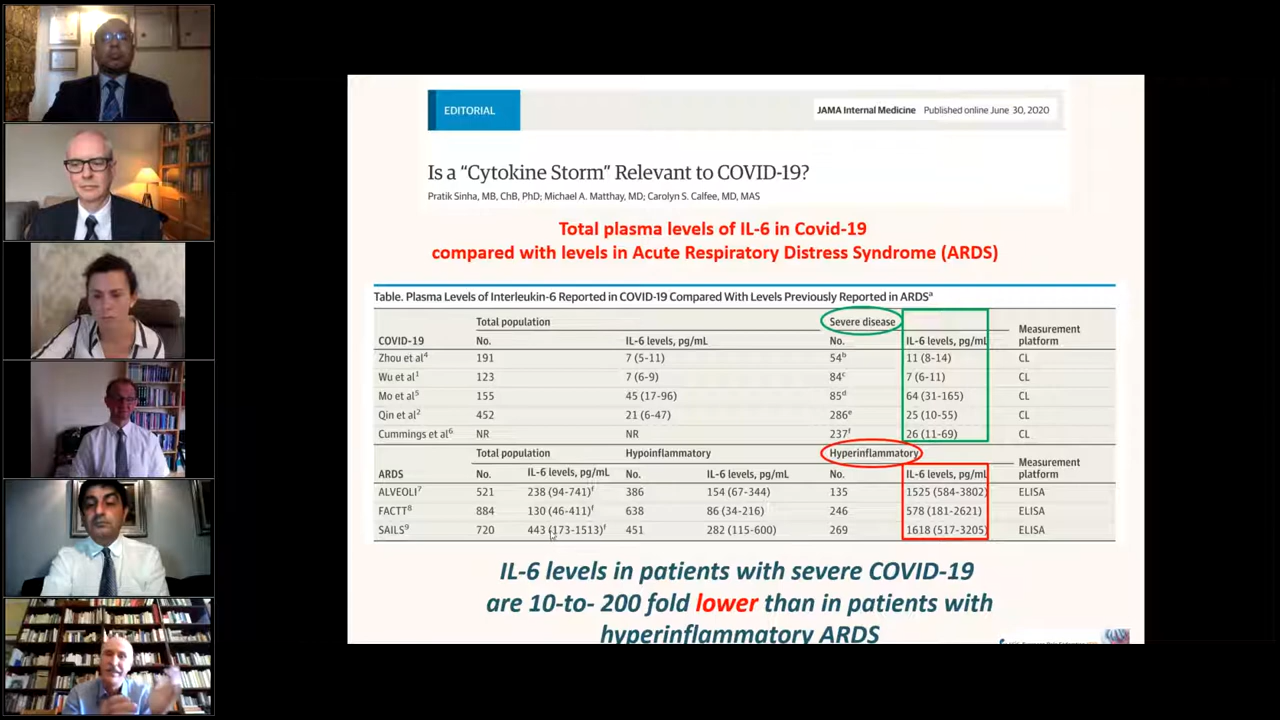 EDITORIAL
JAMA Internal Medicine Published online June 30, 2020
Is a “Cytokine Storm” Relevant to COVID-19?
Pratik Sinha, MB, ChB, PhD; Michael A. Matthay, MD; Carolyn S. Calfee, MD, MAS
Total plasma levels of IL-6 in Covid-19
compared with levels in Acute Respiratory Distress Syndrome (ARDS)
Table. Plasma Levels of Interleukin-6 Reported in COVID-19 Compared With Levels Previously Reported in ARDSª
Total population Severe disease
COVID-19 No. IL-6 levels, pg/mL No. IL-6 levels, pg/mL Measurement platform
Zhou et al⁴ 191 7 (5-11) 54ᵇ 11 (8-14) CL
Wu et al¹ 123 7 (6-9) 84ᶜ 7 (6-11) CL
Mo et al⁵ 155 45 (17-96) 85ᵈ 64 (31-165) CL
Qin et al² 452 21 (6-47) 286ᵉ 25 (10-55) CL
Cummings et al⁶ NR NR 237ᶠ 26 (11-69) CL
Total population Hypoinflammatory Hyperinflammatory
ARDS No. IL-6 levels, pg/mL No. IL-6 levels, pg/mL No. IL-6 levels, pg/mL Measurement platform
ALVEOLI⁷ 521 238 (94-741)ᶠ 386 154 (67-344) 135 1525 (584-3802) ELISA
FACTT⁸ 884 130 (46-411)ᶠ 638 86 (34-216) 246 578 (181-2621) ELISA
SAILS⁹ 720 443 (173-1513)ᶠ 451 282 (115-600) 269 1618 (517-3205) ELISA
IL-6 levels in patients with severe COVID-19
are 10-to- 200 fold lower than in patients with
hyperinflammatory ARDS